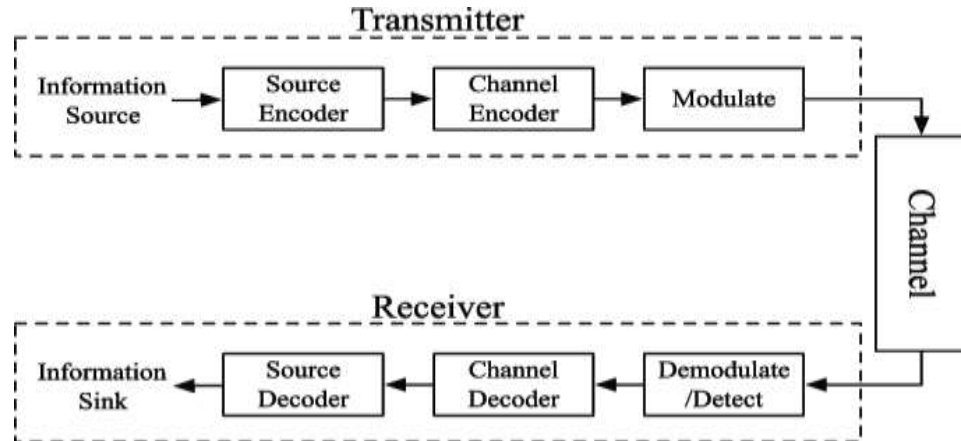 Transmitter
Information
Source
Source
Encoder
Channel
Encoder
Modulate
Channel
Receiver
Information
Sink
Source
Decoder
Channel
Decoder
Demodulate
/Detect